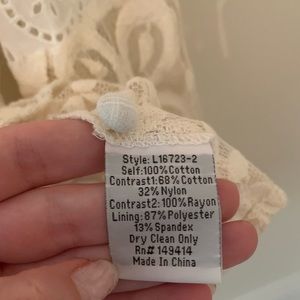 Style: L16723-2
Self:100%Cotton
Contrast1:68%Cotton
32%Nylon
Contrast2:100%Rayon
Lining:87%Polyester
13%Spandex
Dry Clean Only
Rn# 149414
Made In China